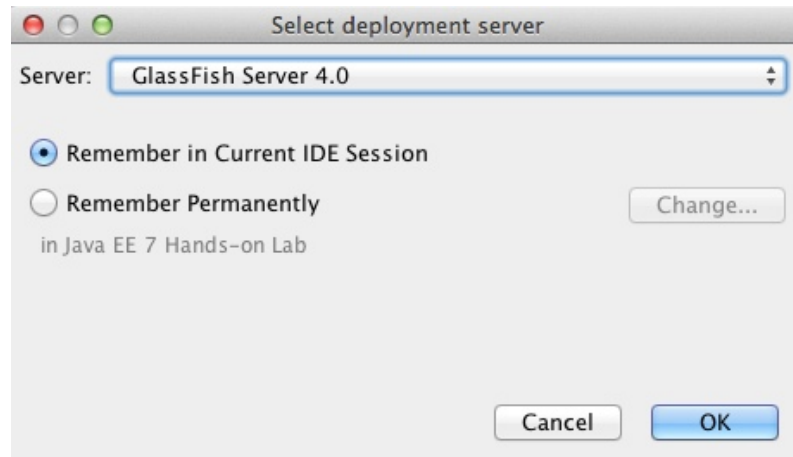 Select deployment server
Server: GlassFish Server 4.0
Remember in Current IDE Session
Remember Permanently
Change...
in Java EE 7 Hands-on Lab
Cancel
OK